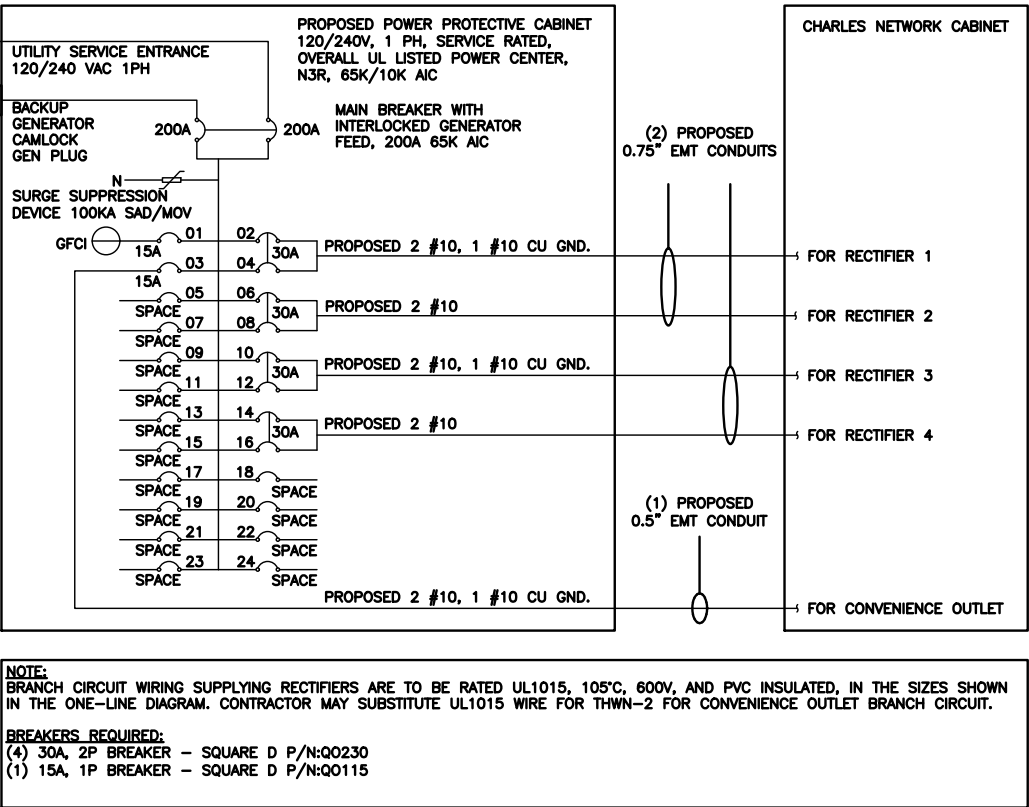 PROPOSED POWER PROTECTIVE CABINET
120/240V, 1 PH, SERVICE RATED,
OVERALL UL LISTED POWER CENTER,
N3R, 65K/10K AIC
CHARLES NETWORK CABINET
UTILITY SERVICE ENTRANCE
120/240 VAC 1PH
BACKUP
GENERATOR
CAMLOCK
GEN PLUG
200A
200A
MAIN BREAKER WITH
INTERLOCKED GENERATOR
FEED, 200A 65K AIC
(2) PROPOSED
0.75" EMT CONDUITS
N
SURGE SUPPRESSION
DEVICE 100KA SAD/MOV
GFCI
15A
01
02
30A
PROPOSED 2 #10, 1 #10 CU GND.
FOR RECTIFIER 1
15A
03
04
SPACE
05
06
30A
PROPOSED 2 #10
FOR RECTIFIER 2
SPACE
07
08
SPACE
09
10
30A
PROPOSED 2 #10, 1 #10 CU GND.
FOR RECTIFIER 3
SPACE
11
12
SPACE
13
14
30A
PROPOSED 2 #10
FOR RECTIFIER 4
SPACE
15
16
SPACE
17
18
SPACE
SPACE
19
20
SPACE
SPACE
21
22
SPACE
SPACE
23
24
SPACE
(1) PROPOSED
0.5" EMT CONDUIT
PROPOSED 2 #10, 1 #10 CU GND.
FOR CONVENIENCE OUTLET
NOTE:
BRANCH CIRCUIT WIRING SUPPLYING RECTIFIERS ARE TO BE RATED UL1015, 105°C, 600V, AND PVC INSULATED, IN THE SIZES SHOWN
IN THE ONE-LINE DIAGRAM. CONTRACTOR MAY SUBSTITUTE UL1015 WIRE FOR THWN-2 FOR CONVENIENCE OUTLET BRANCH CIRCUIT.
BREAKERS REQUIRED:
(4) 30A, 2P BREAKER - SQUARE D P/N:QO230
(1) 15A, 1P BREAKER - SQUARE D P/N:QO115